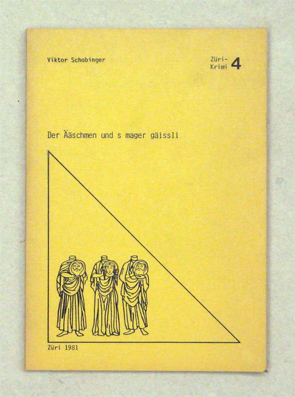 Viktor Schobinger
Züri-
Krimi 4
Der Ääschmen und s mager gäissli
Züri 1981